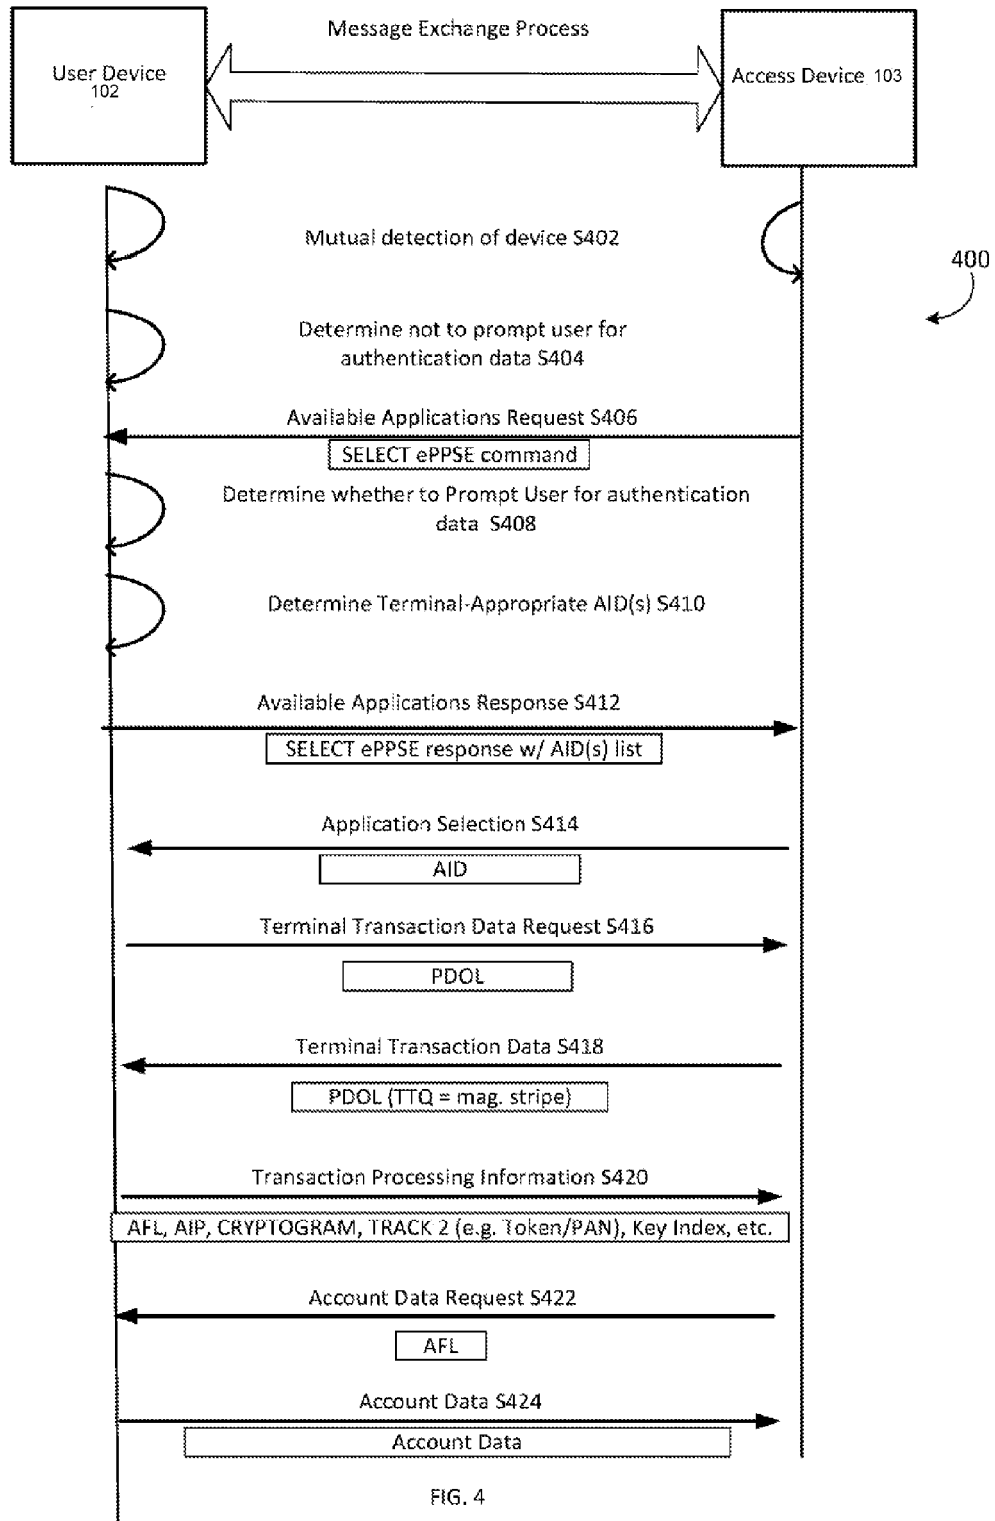 Message Exchange Process
User Device
102
Access Device 103
Mutual detection of device S402
400
Determine not to prompt user for
authentication data S404
Available Applications Request S406
SELECT ePPSE command
Determine whether to Prompt User for authentication
data S408
Determine Terminal-Appropriate AID(s) S410
Available Applications Response S412
SELECT ePPSE response w/ AID(s) list
Application Selection S414
AID
Terminal Transaction Data Request S416
PDOL
Terminal Transaction Data S418
PDOL (TTQ = mag. stripe)
Transaction Processing Information S420
AFL, AIP, CRYPTOGRAM, TRACK 2 (e.g. Token/PAN), Key Index, etc.
Account Data Request S422
AFL
Account Data S424
Account Data
FIG. 4